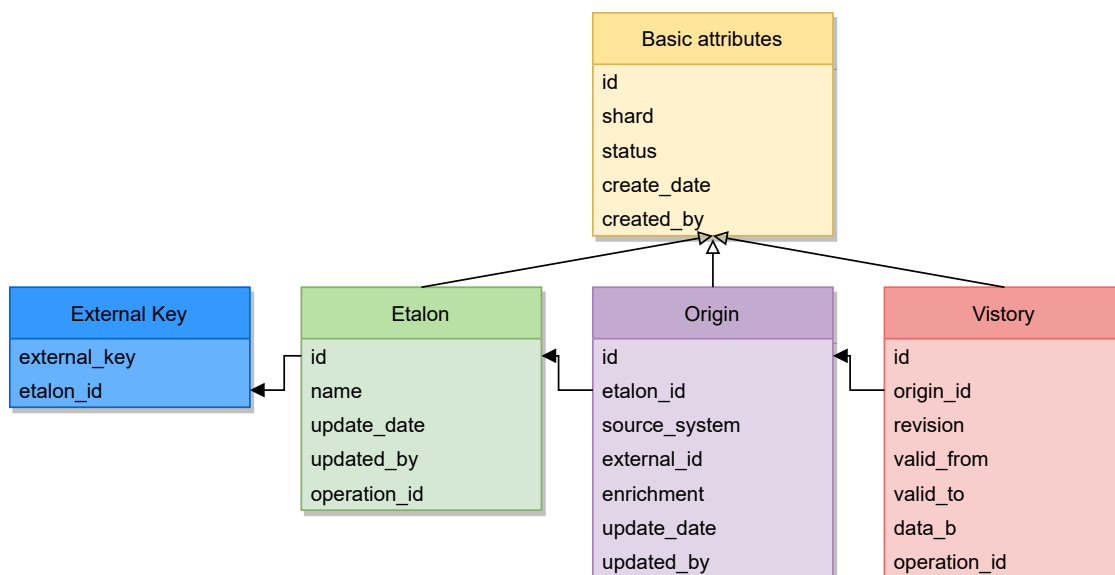 Basic attributes
id
shard
status
create_date
created_by
External Key
external_key
etalon_id
Etalon
id
name
update_date
updated_by
operation_id
Origin
id
etalon_id
source_system
external_id
enrichment
update_date
updated_by
Vistory
id
origin_id
revision
valid_from
valid_to
data_b
operation_id